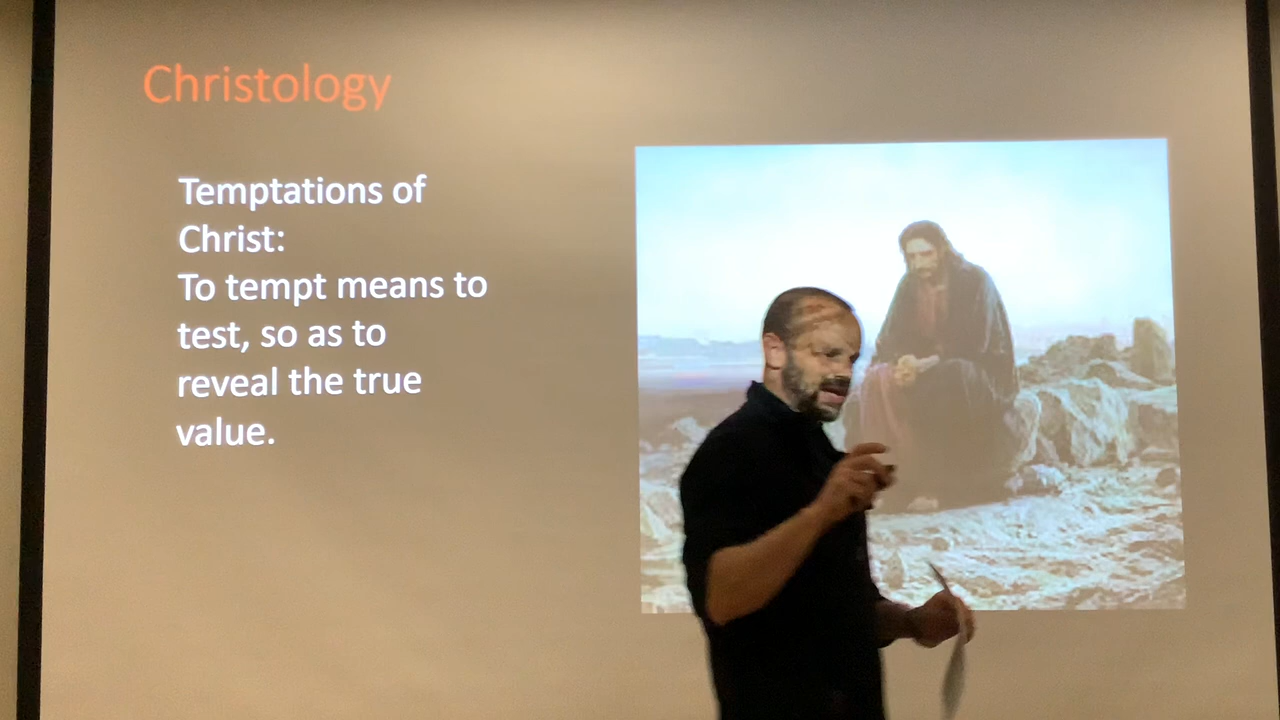 Christology
Temptations of
Christ:
To tempt means to
test, so as to
reveal the true
value.